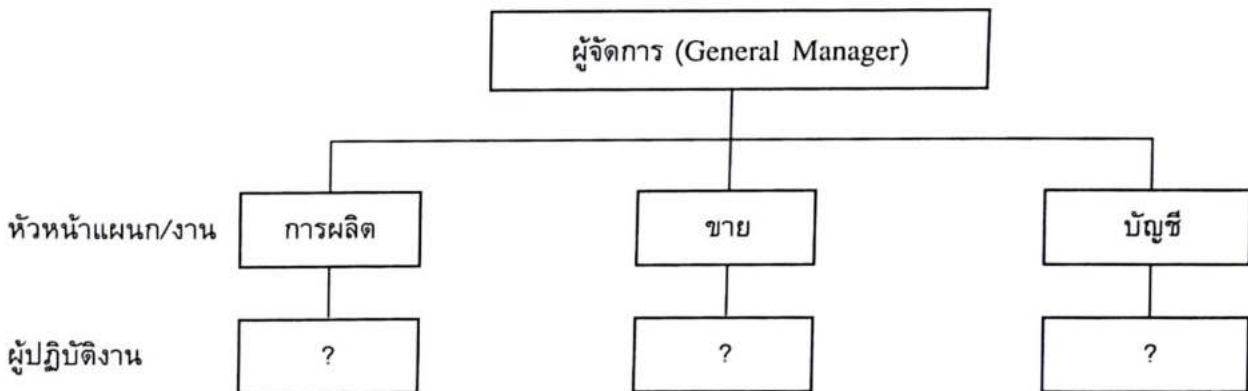 ผู้จัดการ (General Manager)
หัวหน้าแผนก/งาน การผลิต ขาย บัญชี
ผู้ปฏิบัติงาน ? ? ?